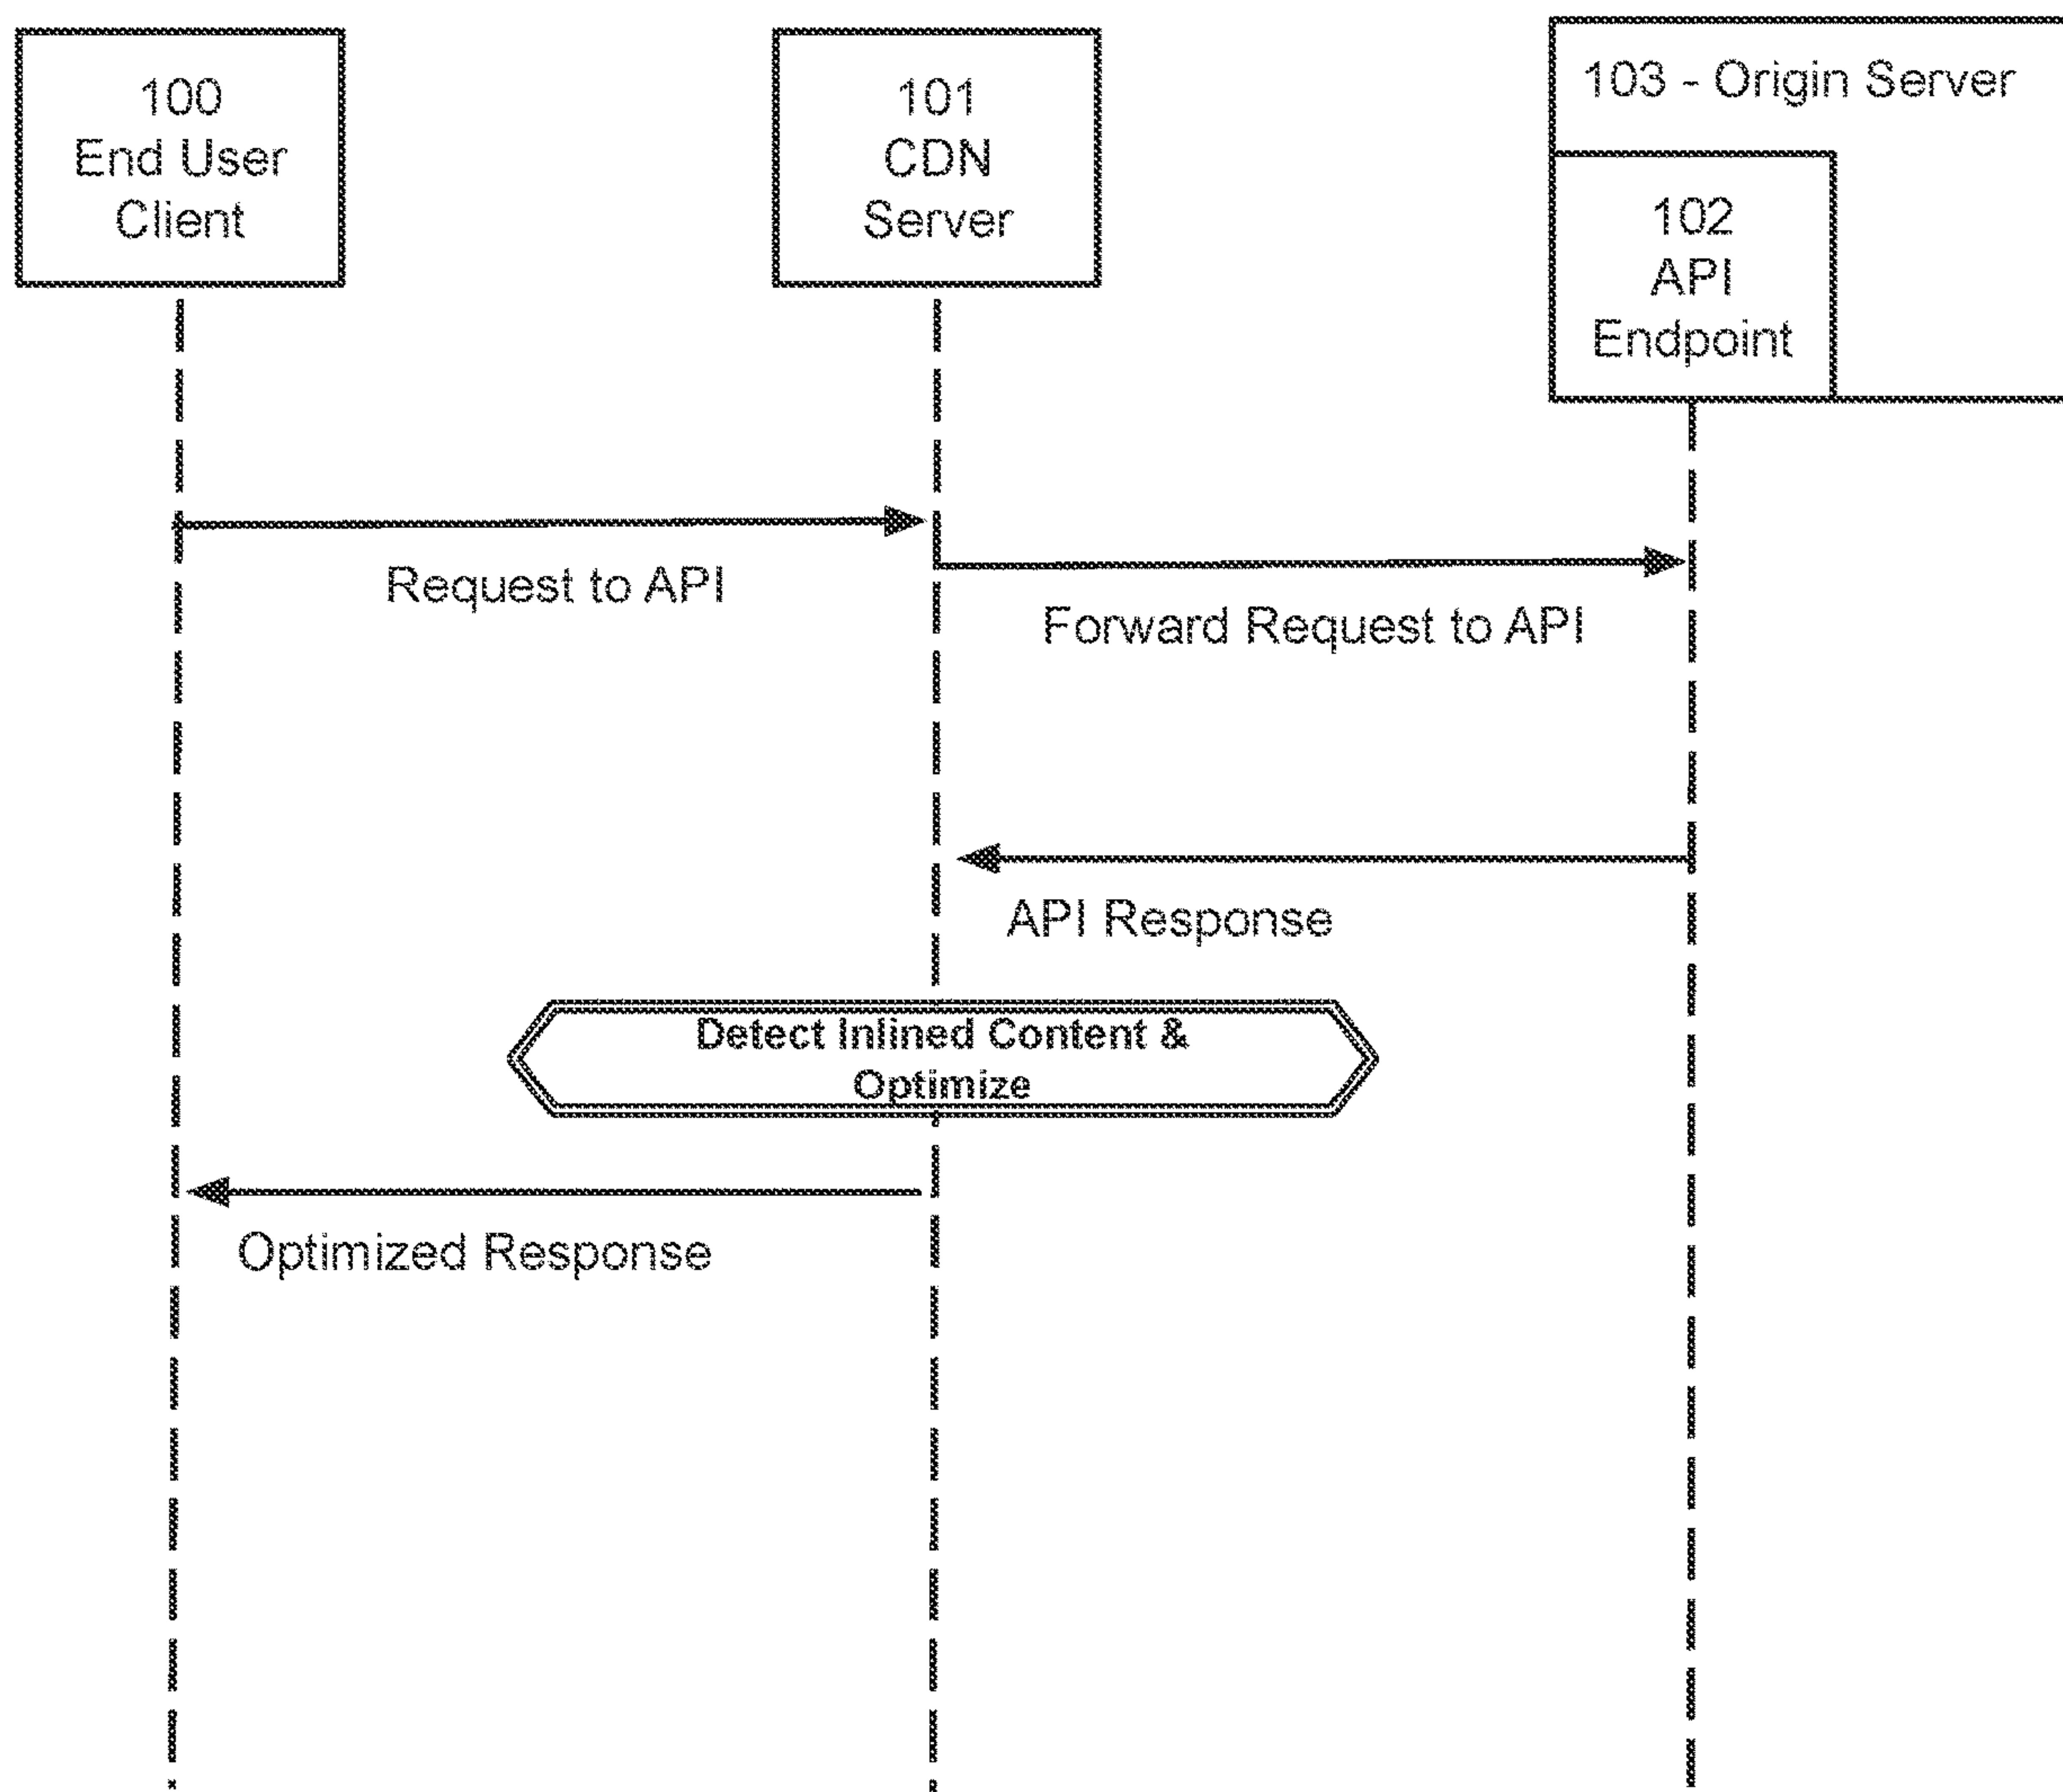 100
End User
Client
101
CDN
Server
103 - Origin Server
102
API
Endpoint
Request to API
Forward Request to API
API Response
Detect Inlined Content &
Optimize
Optimized Response